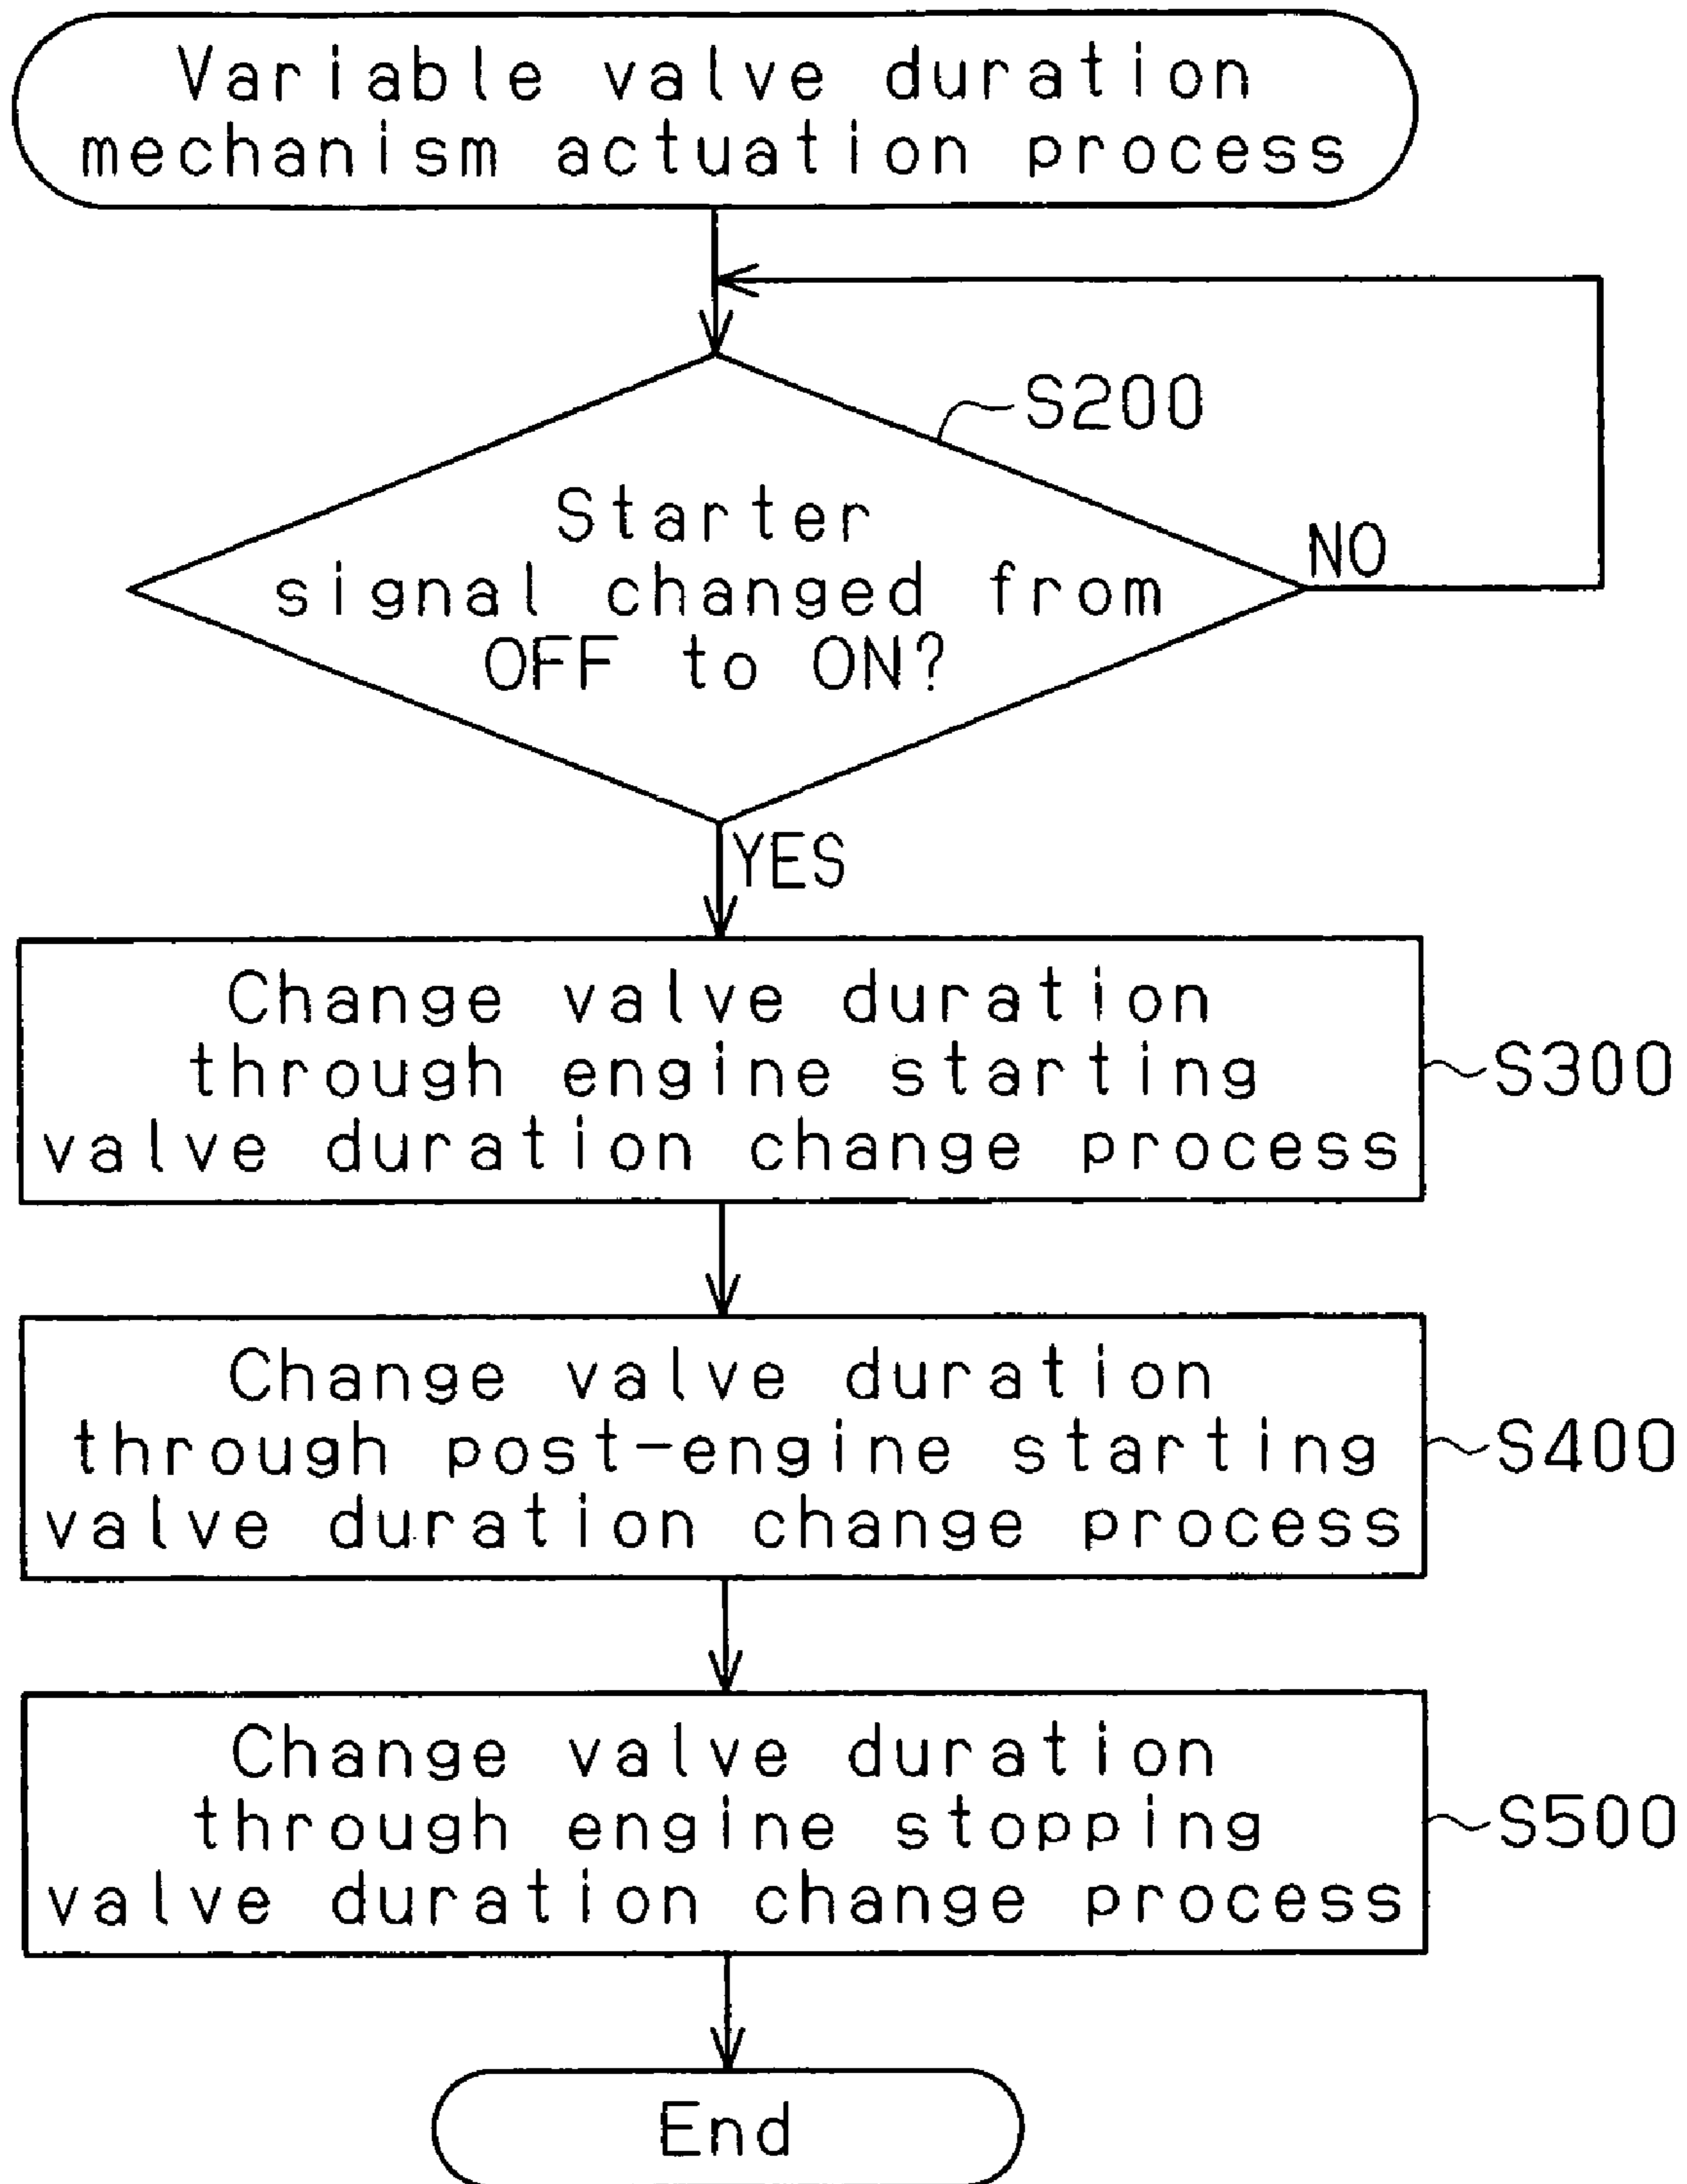 Variable valve duration
mechanism actuation process
S200
Starter
signal changed from
OFF to ON?
NO
YES
Change valve duration
through engine starting
valve duration change process
S300
Change valve duration
through post-engine starting
valve duration change process
S400
Change valve duration
through engine stopping
valve duration change process
S500
End